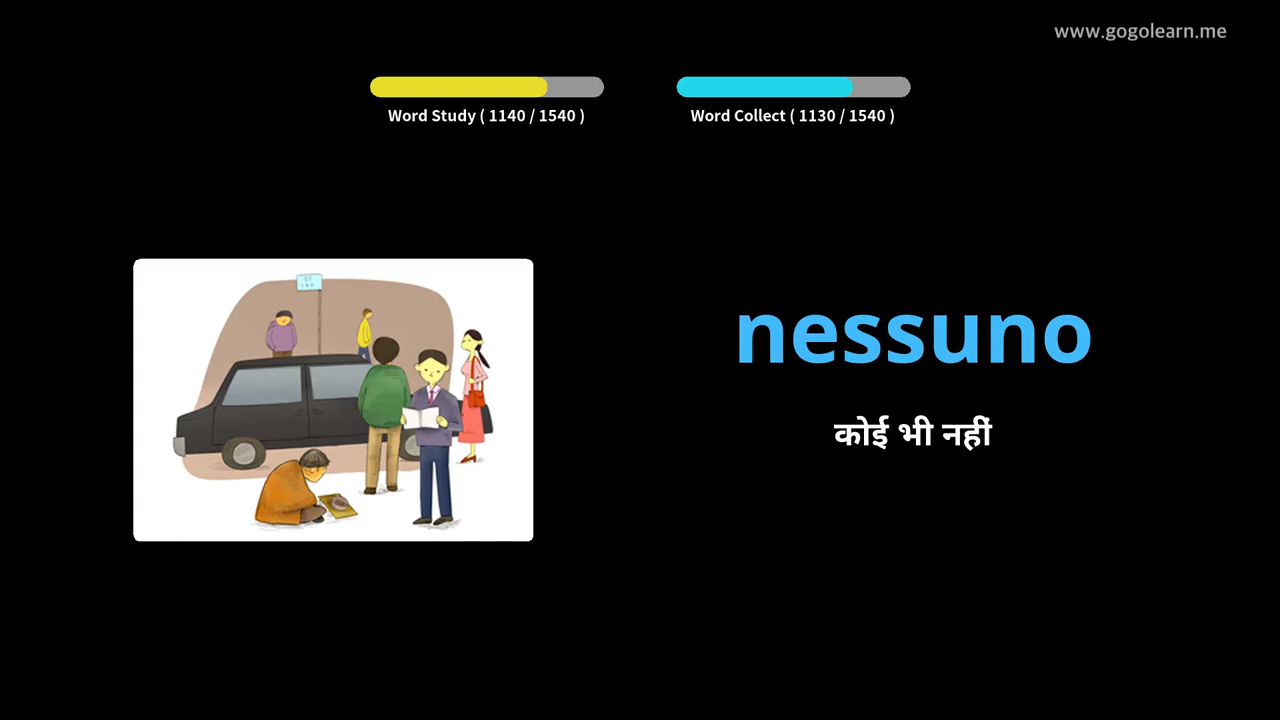 www.gogolearn.me
Word Study ( 1140 / 1540 )
Word Collect ( 1130 / 1540 )
nessuno
कोई भी नहीं